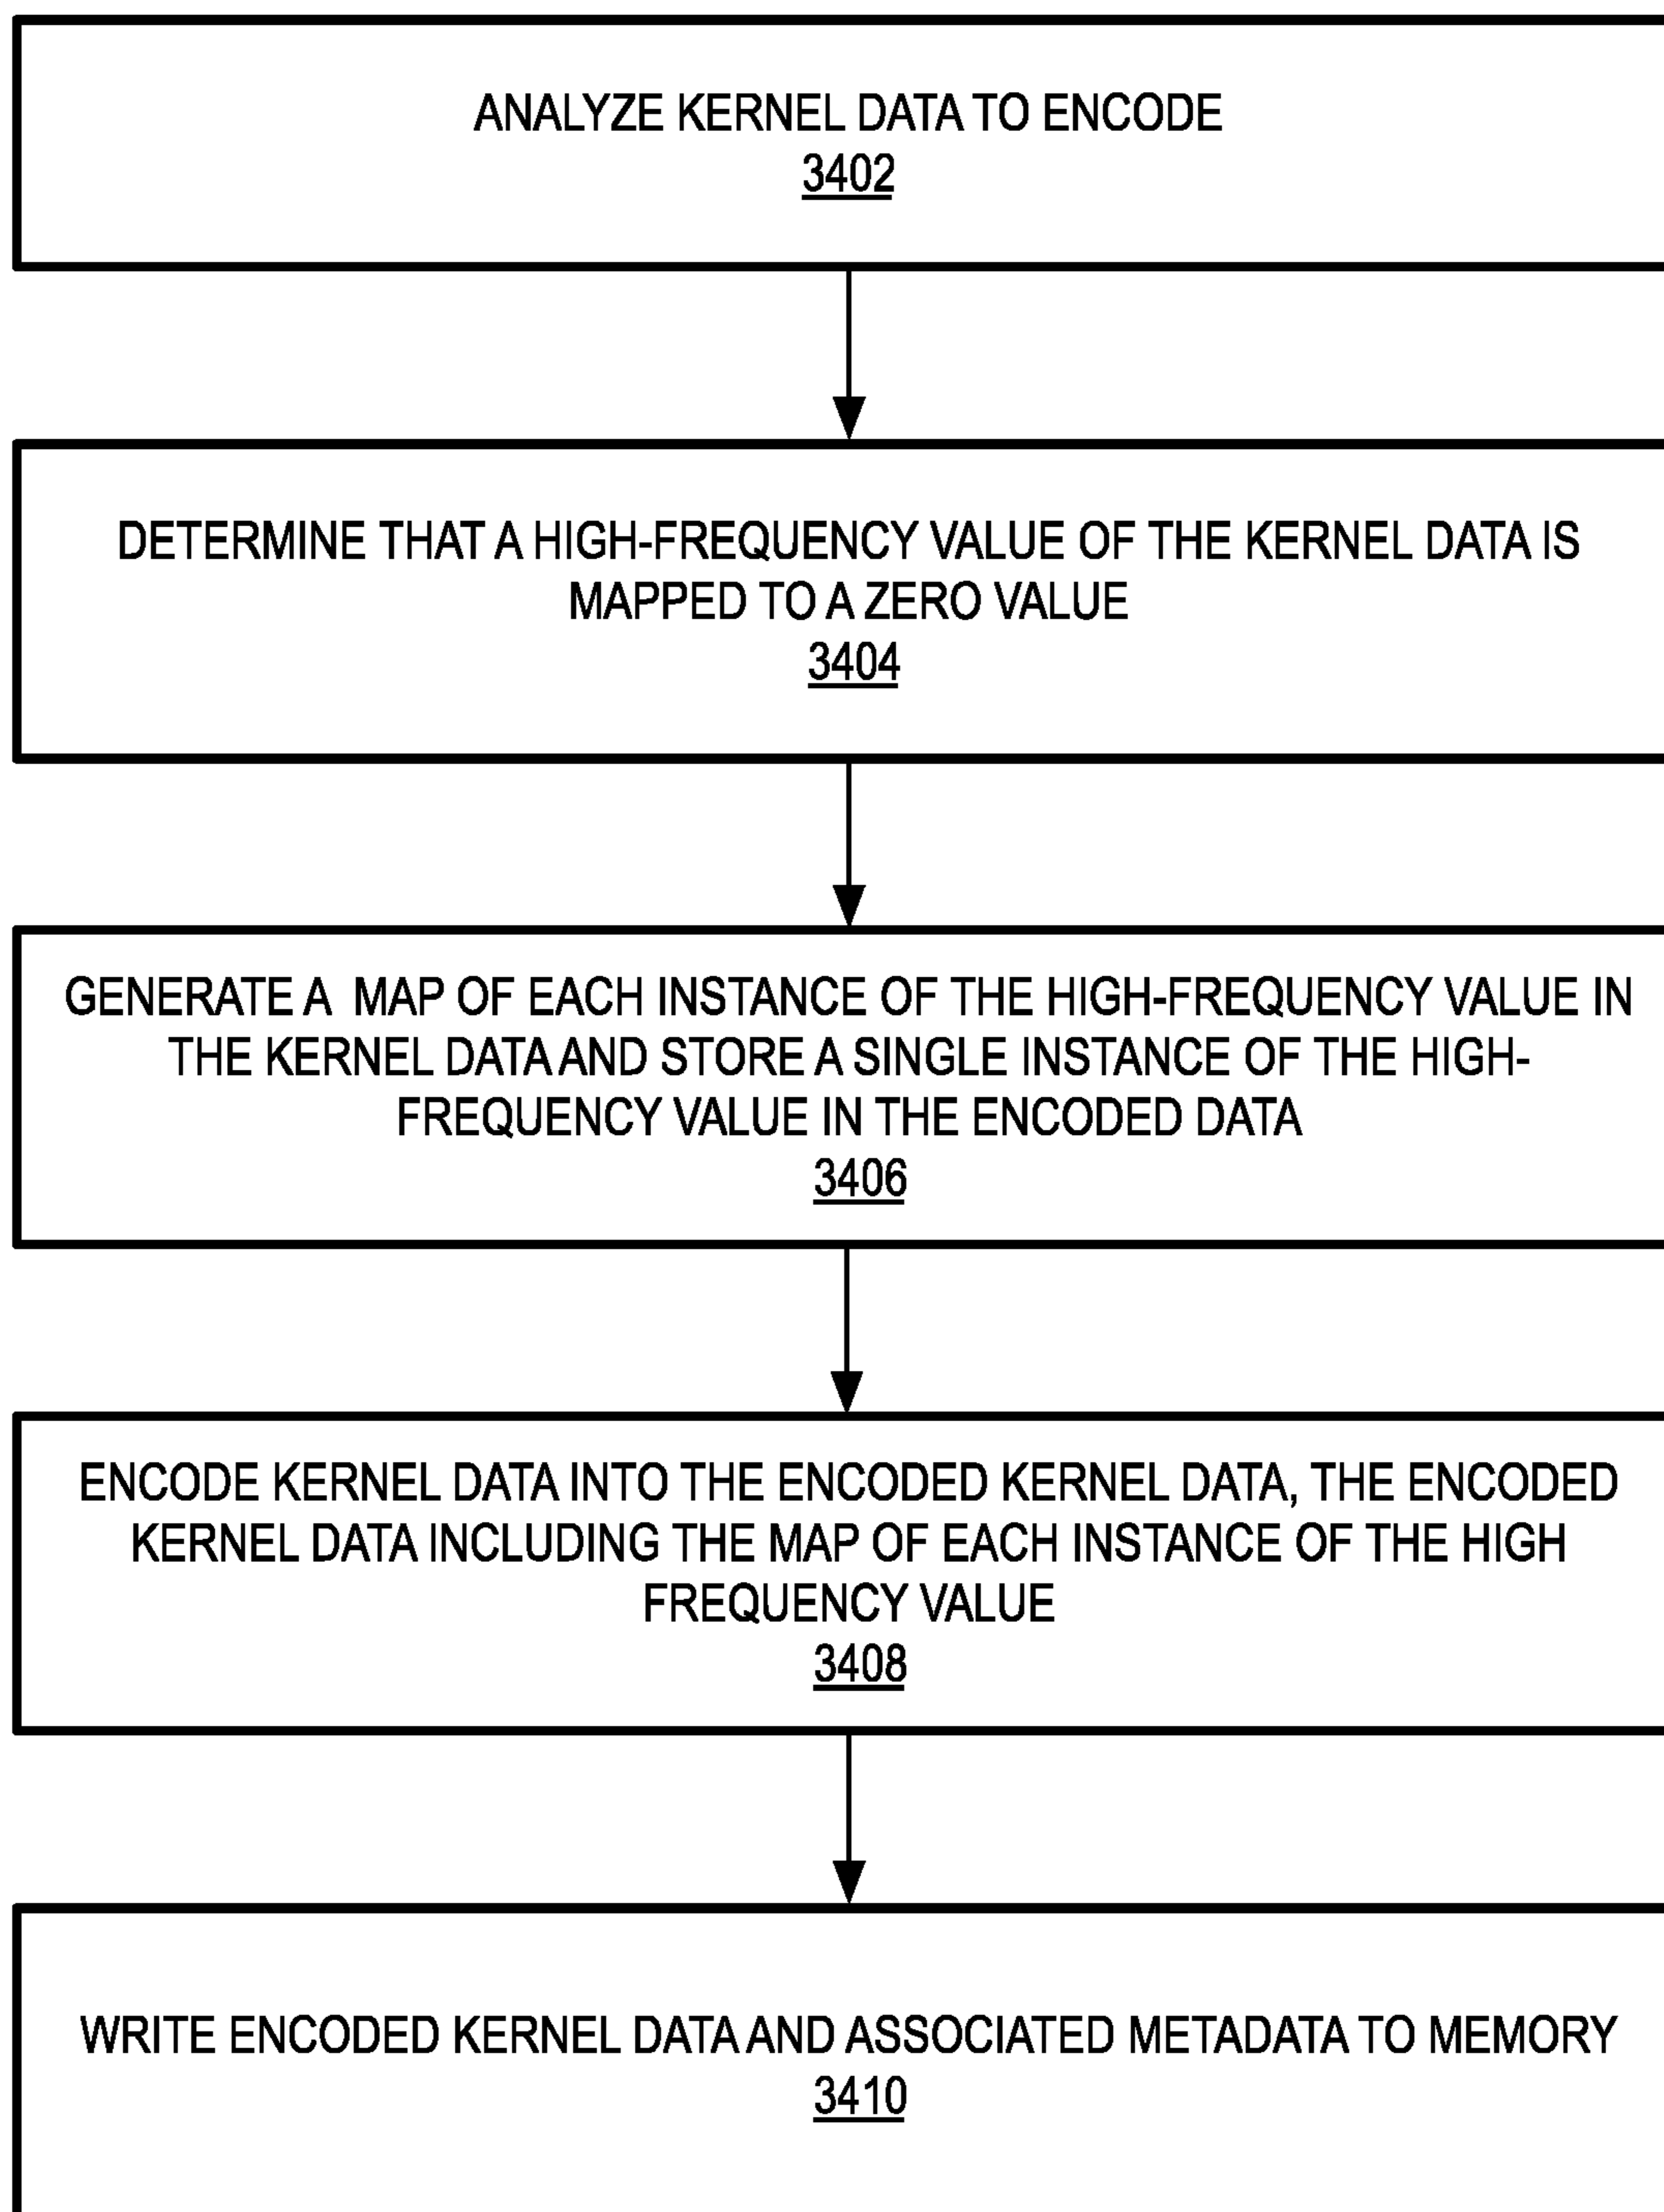 ANALYZE KERNEL DATA TO ENCODE
3402
DETERMINE THAT A HIGH-FREQUENCY VALUE OF THE KERNEL DATA IS
MAPPED TO A ZERO VALUE
3404
GENERATE A MAP OF EACH INSTANCE OF THE HIGH-FREQUENCY VALUE IN
THE KERNEL DATA AND STORE A SINGLE INSTANCE OF THE HIGH-
FREQUENCY VALUE IN THE ENCODED DATA
3406
ENCODE KERNEL DATA INTO THE ENCODED KERNEL DATA, THE ENCODED
KERNEL DATA INCLUDING THE MAP OF EACH INSTANCE OF THE HIGH
FREQUENCY VALUE
3408
WRITE ENCODED KERNEL DATA AND ASSOCIATED METADATA TO MEMORY
3410